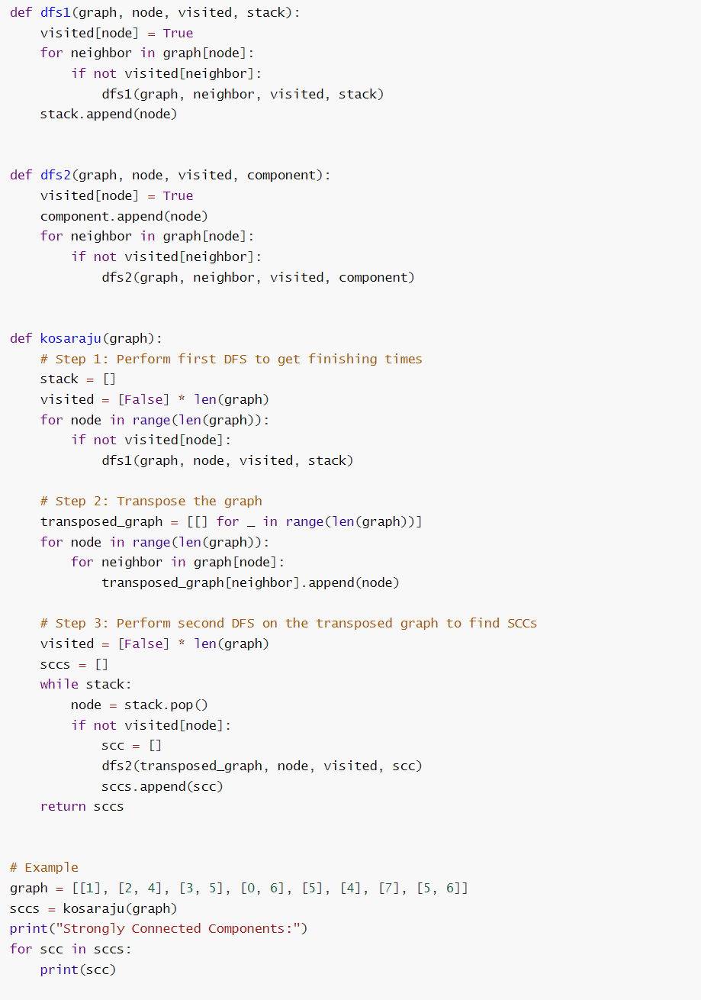 def dfs1(graph, node, visited, stack):
    visited[node] = True
    for neighbor in graph[node]:
        if not visited[neighbor]:
            dfs1(graph, neighbor, visited, stack)
    stack.append(node)
def dfs2(graph, node, visited, component):
    visited[node] = True
    component.append(node)
    for neighbor in graph[node]:
        if not visited[neighbor]:
            dfs2(graph, neighbor, visited, component)
def kosaraju(graph):
    # Step 1: Perform first DFS to get finishing times
    stack = []
    visited = [False] * len(graph)
    for node in range(len(graph)):
        if not visited[node]:
            dfs1(graph, node, visited, stack)
    # Step 2: Transpose the graph
    transposed_graph = [[] for _ in range(len(graph))]
    for node in range(len(graph)):
        for neighbor in graph[node]:
            transposed_graph[neighbor].append(node)
    # Step 3: Perform second DFS on the transposed graph to find SCCs
    visited = [False] * len(graph)
    sccs = []
    while stack:
        node = stack.pop()
        if not visited[node]:
            scc = []
            dfs2(transposed_graph, node, visited, scc)
            sccs.append(scc)
    return sccs
# Example
graph = [[1], [2, 4], [3, 5], [0, 6], [5], [4], [7], [5, 6]]
sccs = kosaraju(graph)
print("Strongly Connected Components:")
for scc in sccs:
    print(scc)